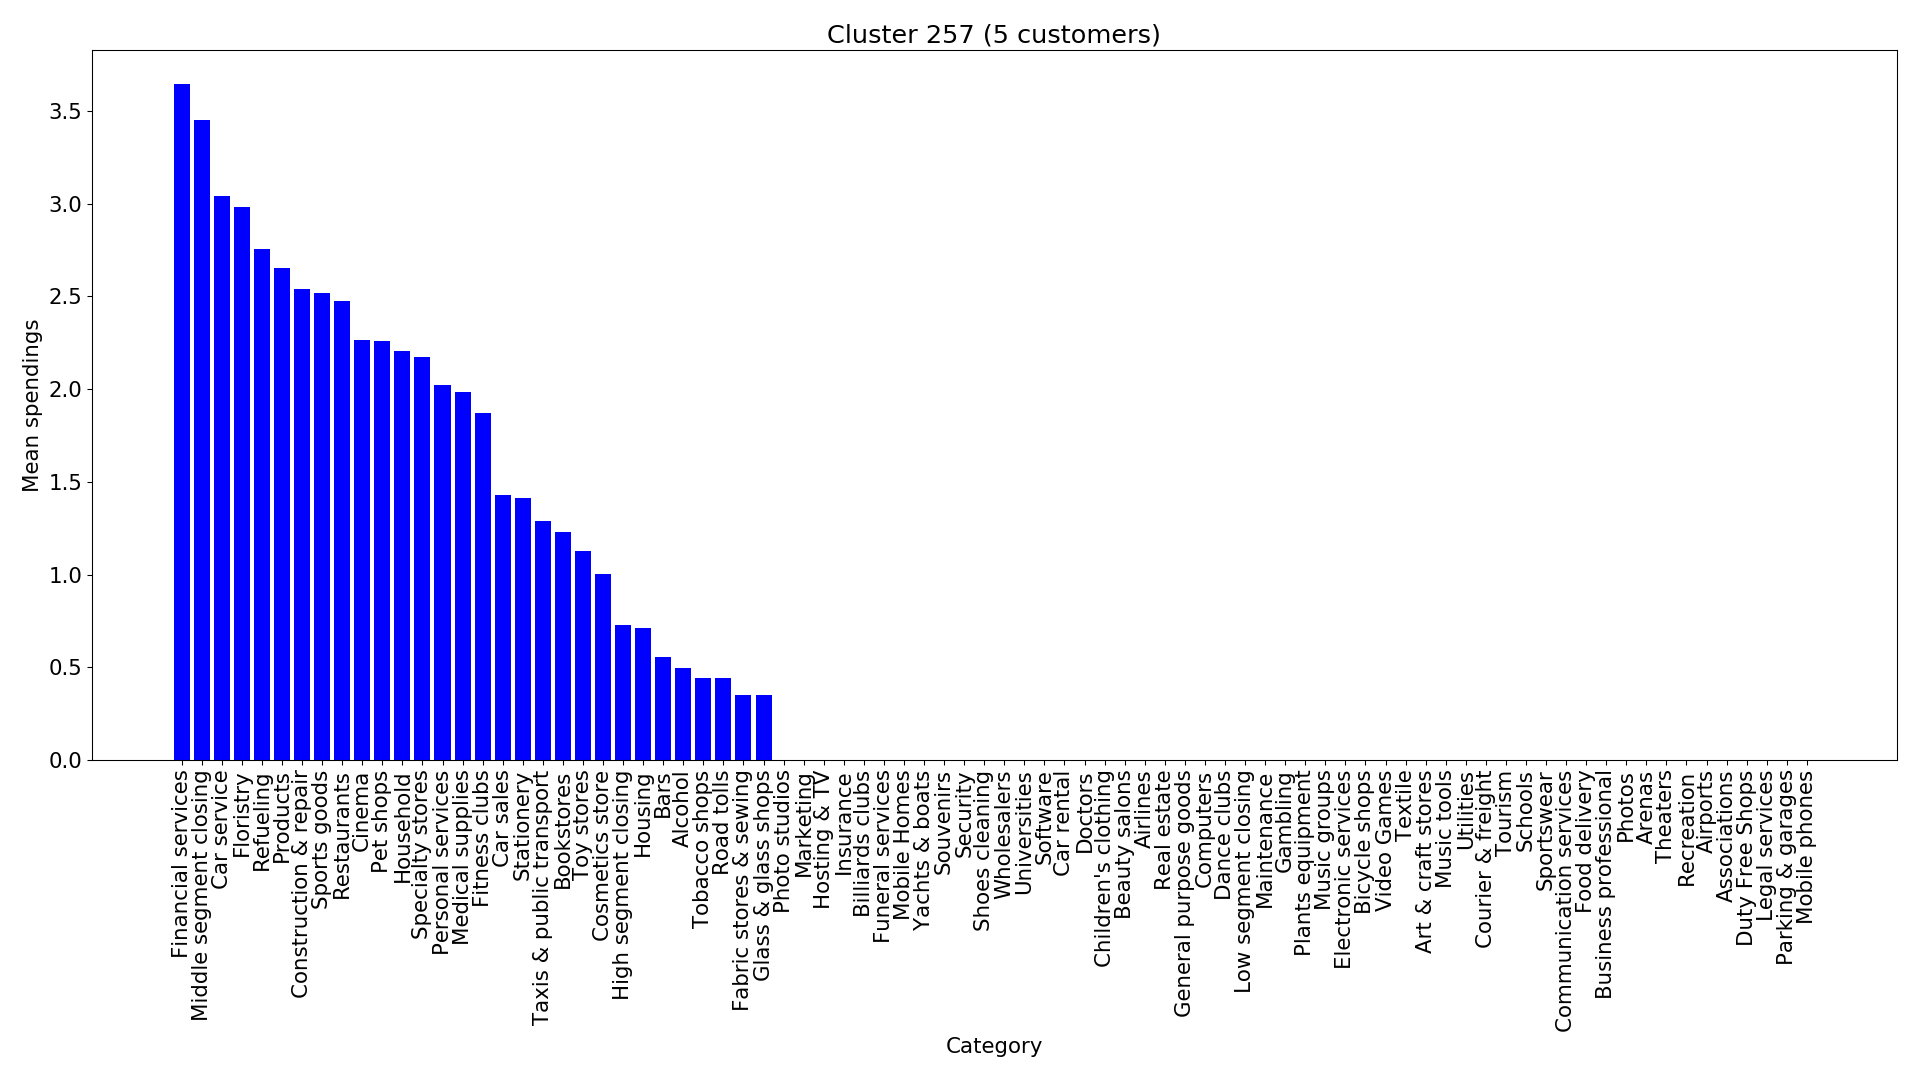 Cluster 257 (5 customers)
Mean spendings
3.5
3.0
2.5
2.0
1.5
1.0
0.5
0.0
Financial services
Middle segment closing
Car service
Floristry
Refueling
Products
Construction & repair
Sports goods
Restaurants
Cinema
Pet shops
Household
Specialty stores
Personal services
Medical supplies
Fitness clubs
Car sales
Stationery
Taxis & public transport
Bookstores
Toy stores
Cosmetics store
High segment closing
Housing
Bars
Alcohol
Tobacco shops
Road tolls
Fabric stores & sewing
Glass & glass shops
Photo studios
Marketing
Hosting & TV
Insurance
Billiards clubs
Funeral services
Mobile Homes
Yachts & boats
Souvenirs
Security
Shoes cleaning
Wholesalers
Universities
Software
Car rental
Doctors
Children's clothing
Beauty salons
Airlines
Real estate
General purpose goods
Computers
Dance clubs
Low segment closing
Maintenance
Gambling
Plants equipment
Music groups
Electronic services
Bicycle shops
Video Games
Textile
Art & craft stores
Music tools
Utilities
Courier & freight
Tourism
Schools
Sportswear
Communication services
Food delivery
Business professional
Photos
Arenas
Theaters
Recreation
Airports
Associations
Duty Free Shops
Legal services
Parking & garages
Mobile phones
Category